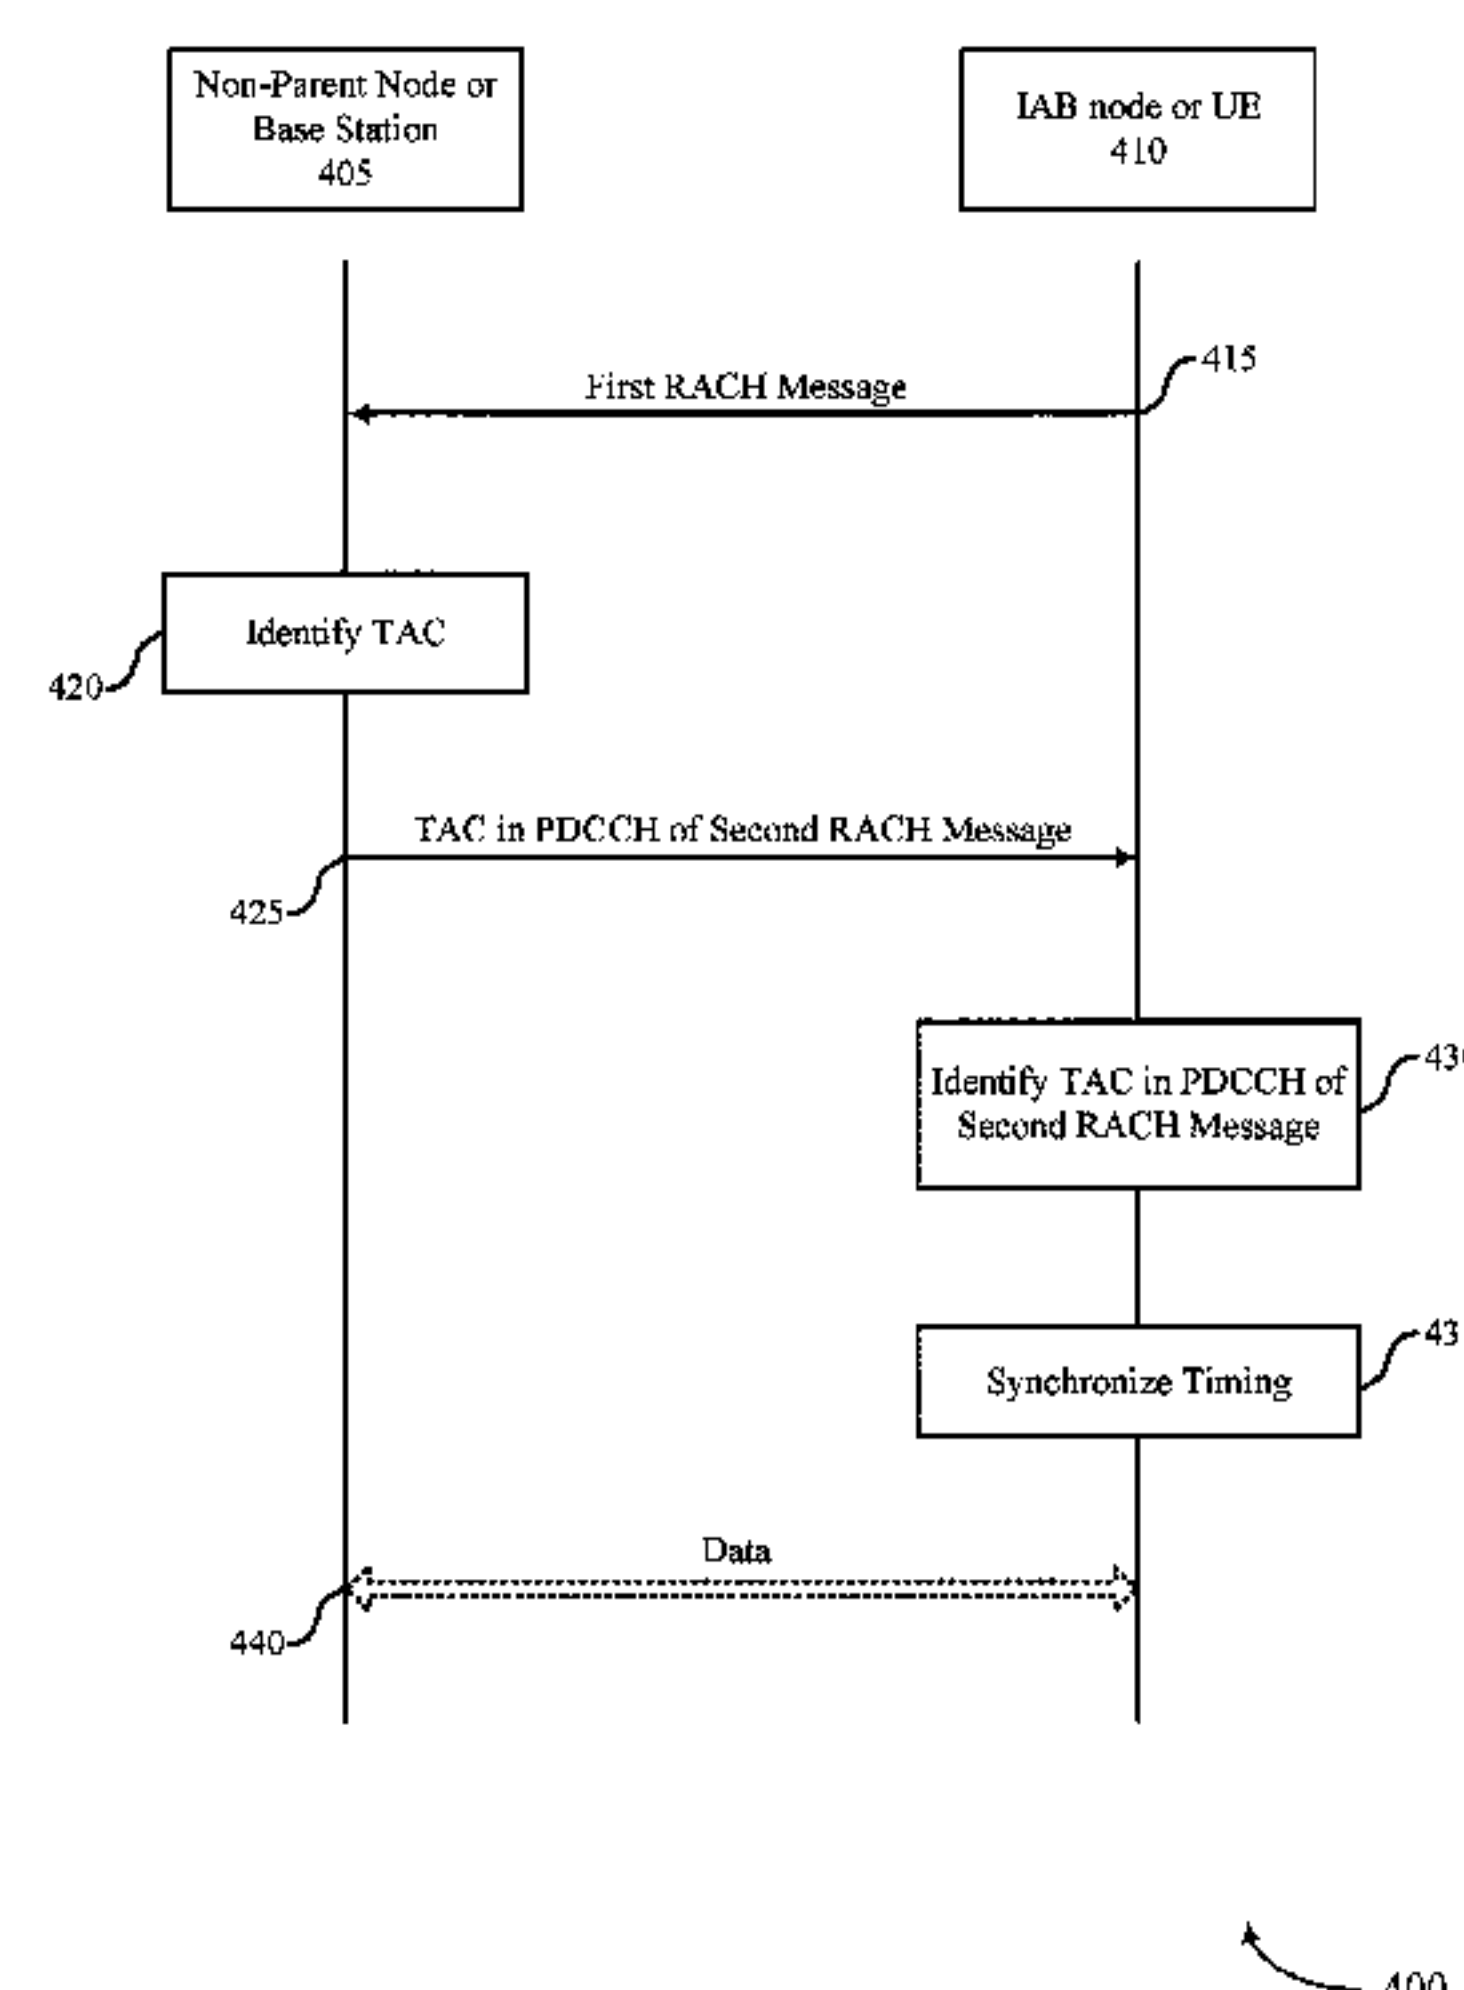 Non-Parent Node or
Base Station
405
IAB node or UE
410
415
First RACH Message
Identify TAC
420
TAC in PDCCH of Second RACH Message
425
Identify TAC in PDCCH of
Second RACH Message
Synchronize Timing
Data
440
400